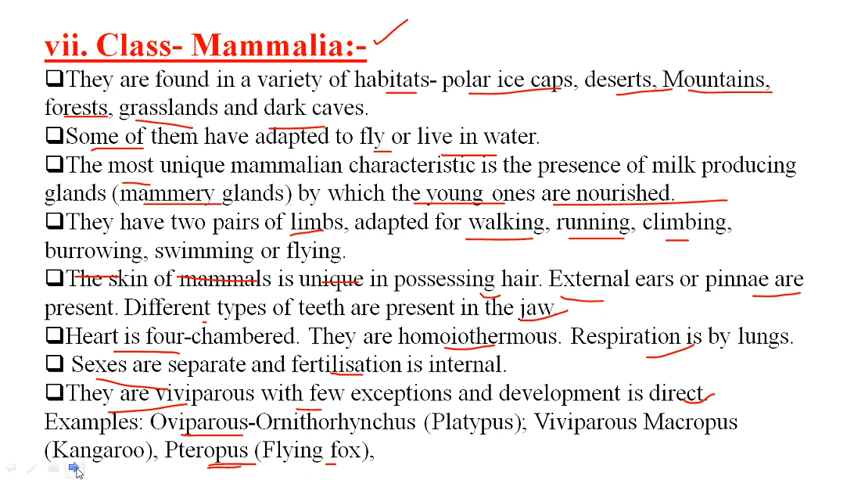 vii. Class- Mammalia:-
❑They are found in a variety of habitats- polar ice caps, deserts, Mountains,
forests, grasslands and dark caves.
❑Some of them have adapted to fly or live in water.
❑The most unique mammalian characteristic is the presence of milk producing
glands (mammery glands) by which the young ones are nourished.
❑They have two pairs of limbs, adapted for walking, running, climbing,
burrowing, swimming or flying.
❑The skin of mammals is unique in possessing hair. External ears or pinnae are
present. Different types of teeth are present in the jaw.
❑Heart is four-chambered. They are homoiothermous. Respiration is by lungs.
❑ Sexes are separate and fertilisation is internal.
❑They are viviparous with few exceptions and development is direct.
Examples: Oviparous-Ornithorhynchus (Platypus); Viviparous Macropus
(Kangaroo), Pteropus (Flying fox),